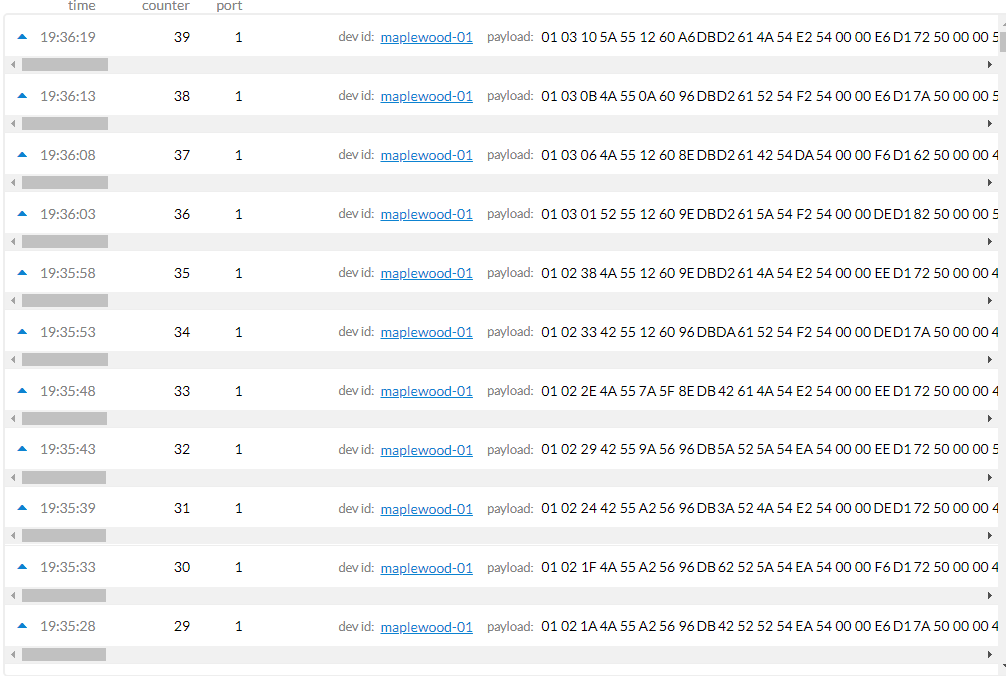 time counter port
19:36:19 39 1 dev id: maplewood-01 payload: 01 03 10 5A 55 12 60 A6 DB D2 61 4A 54 E2 54 00 00 E6 D1 72 50 00 00 5
19:36:13 38 1 dev id: maplewood-01 payload: 01 03 0B 4A 55 0A 60 96 DB D2 61 52 54 F2 54 00 00 E6 D1 7A 50 00 00 5
19:36:08 37 1 dev id: maplewood-01 payload: 01 03 06 4A 55 12 60 8E DB D2 61 42 54 DA 54 00 00 F6 D1 62 50 00 00 4
19:36:03 36 1 dev id: maplewood-01 payload: 01 03 01 52 55 12 60 9E DB D2 61 5A 54 F2 54 00 00 DE D1 82 50 00 00 5
19:35:58 35 1 dev id: maplewood-01 payload: 01 02 38 4A 55 12 60 9E DB D2 61 4A 54 E2 54 00 00 EE D1 72 50 00 00 4
19:35:53 34 1 dev id: maplewood-01 payload: 01 02 33 42 55 12 60 96 DB DA 61 52 54 F2 54 00 00 DE D1 7A 50 00 00 4
19:35:48 33 1 dev id: maplewood-01 payload: 01 02 2E 4A 55 7A 5F 8E DB 42 61 4A 54 E2 54 00 00 EE D1 72 50 00 00 4
19:35:43 32 1 dev id: maplewood-01 payload: 01 02 29 42 55 9A 56 96 DB 5A 52 5A 54 EA 54 00 00 EE D1 72 50 00 00 5
19:35:39 31 1 dev id: maplewood-01 payload: 01 02 24 42 55 A2 56 96 DB 3A 52 4A 54 E2 54 00 00 DE D1 72 50 00 00 4
19:35:33 30 1 dev id: maplewood-01 payload: 01 02 1F 4A 55 A2 56 96 DB 62 52 5A 54 EA 54 00 00 F6 D1 72 50 00 00 4
19:35:28 29 1 dev id: maplewood-01 payload: 01 02 1A 4A 55 A2 56 96 DB 42 52 52 54 EA 54 00 00 E6 D1 7A 50 00 00 4